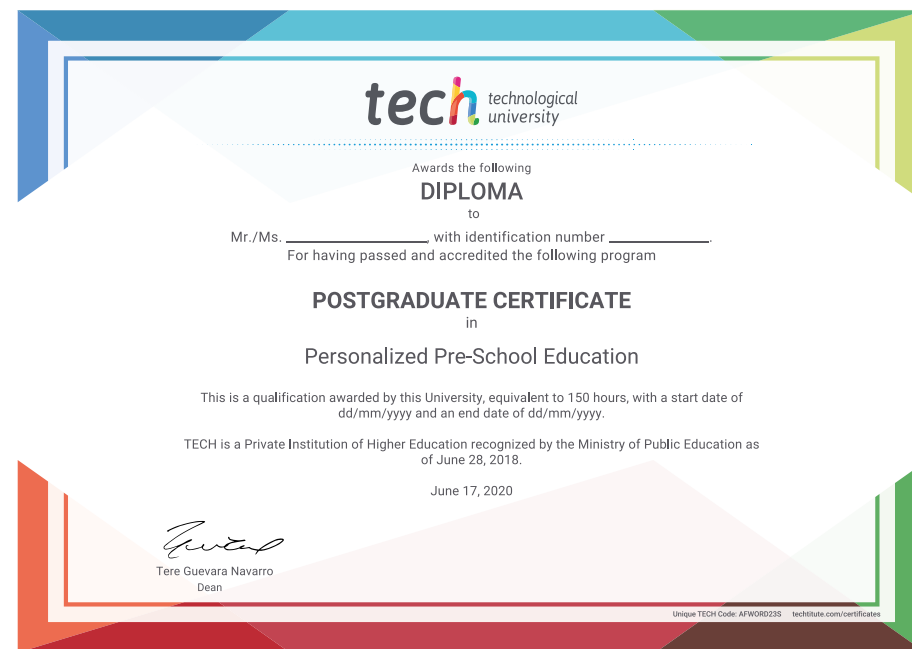 tech technological
university
Awards the following
DIPLOMA
to
Mr./Ms. ____________, with identification number ____________.
For having passed and accredited the following program
POSTGRADUATE CERTIFICATE
in
Personalized Pre-School Education
This is a qualification awarded by this University, equivalent to 150 hours, with a start date of
dd/mm/yyyy and an end date of dd/mm/yyyy.
TECH is a Private Institution of Higher Education recognized by the Ministry of Public Education as
of June 28, 2018.
June 17, 2020
Tere Guevara Navarro
Dean
Unique TECH Code: AFWORD23S techtitute.com/certificates